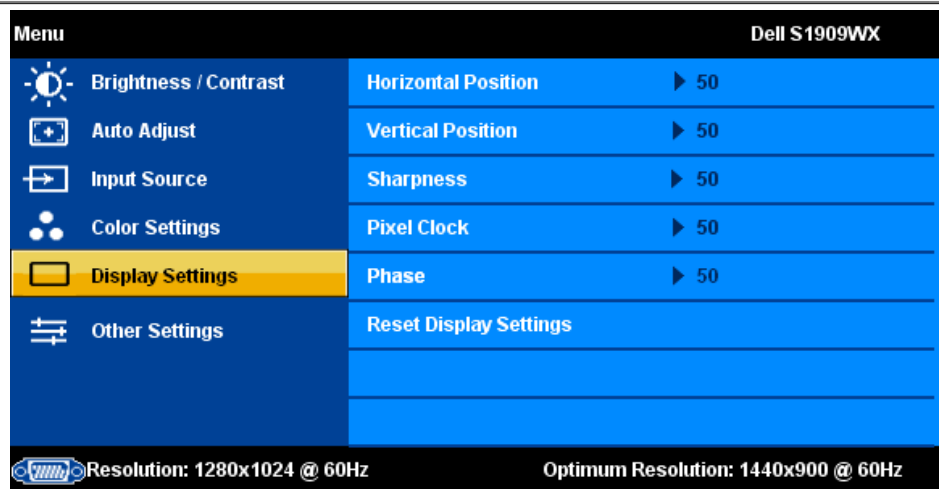 Menu Dell S1909WX
Brightness / Contrast Horizontal Position 50
Auto Adjust Vertical Position 50
Input Source Sharpness 50
Color Settings Pixel Clock 50
Display Settings Phase 50
Other Settings Reset Display Settings
Resolution: 1280x1024 @ 60Hz Optimum Resolution: 1440x900 @ 60Hz